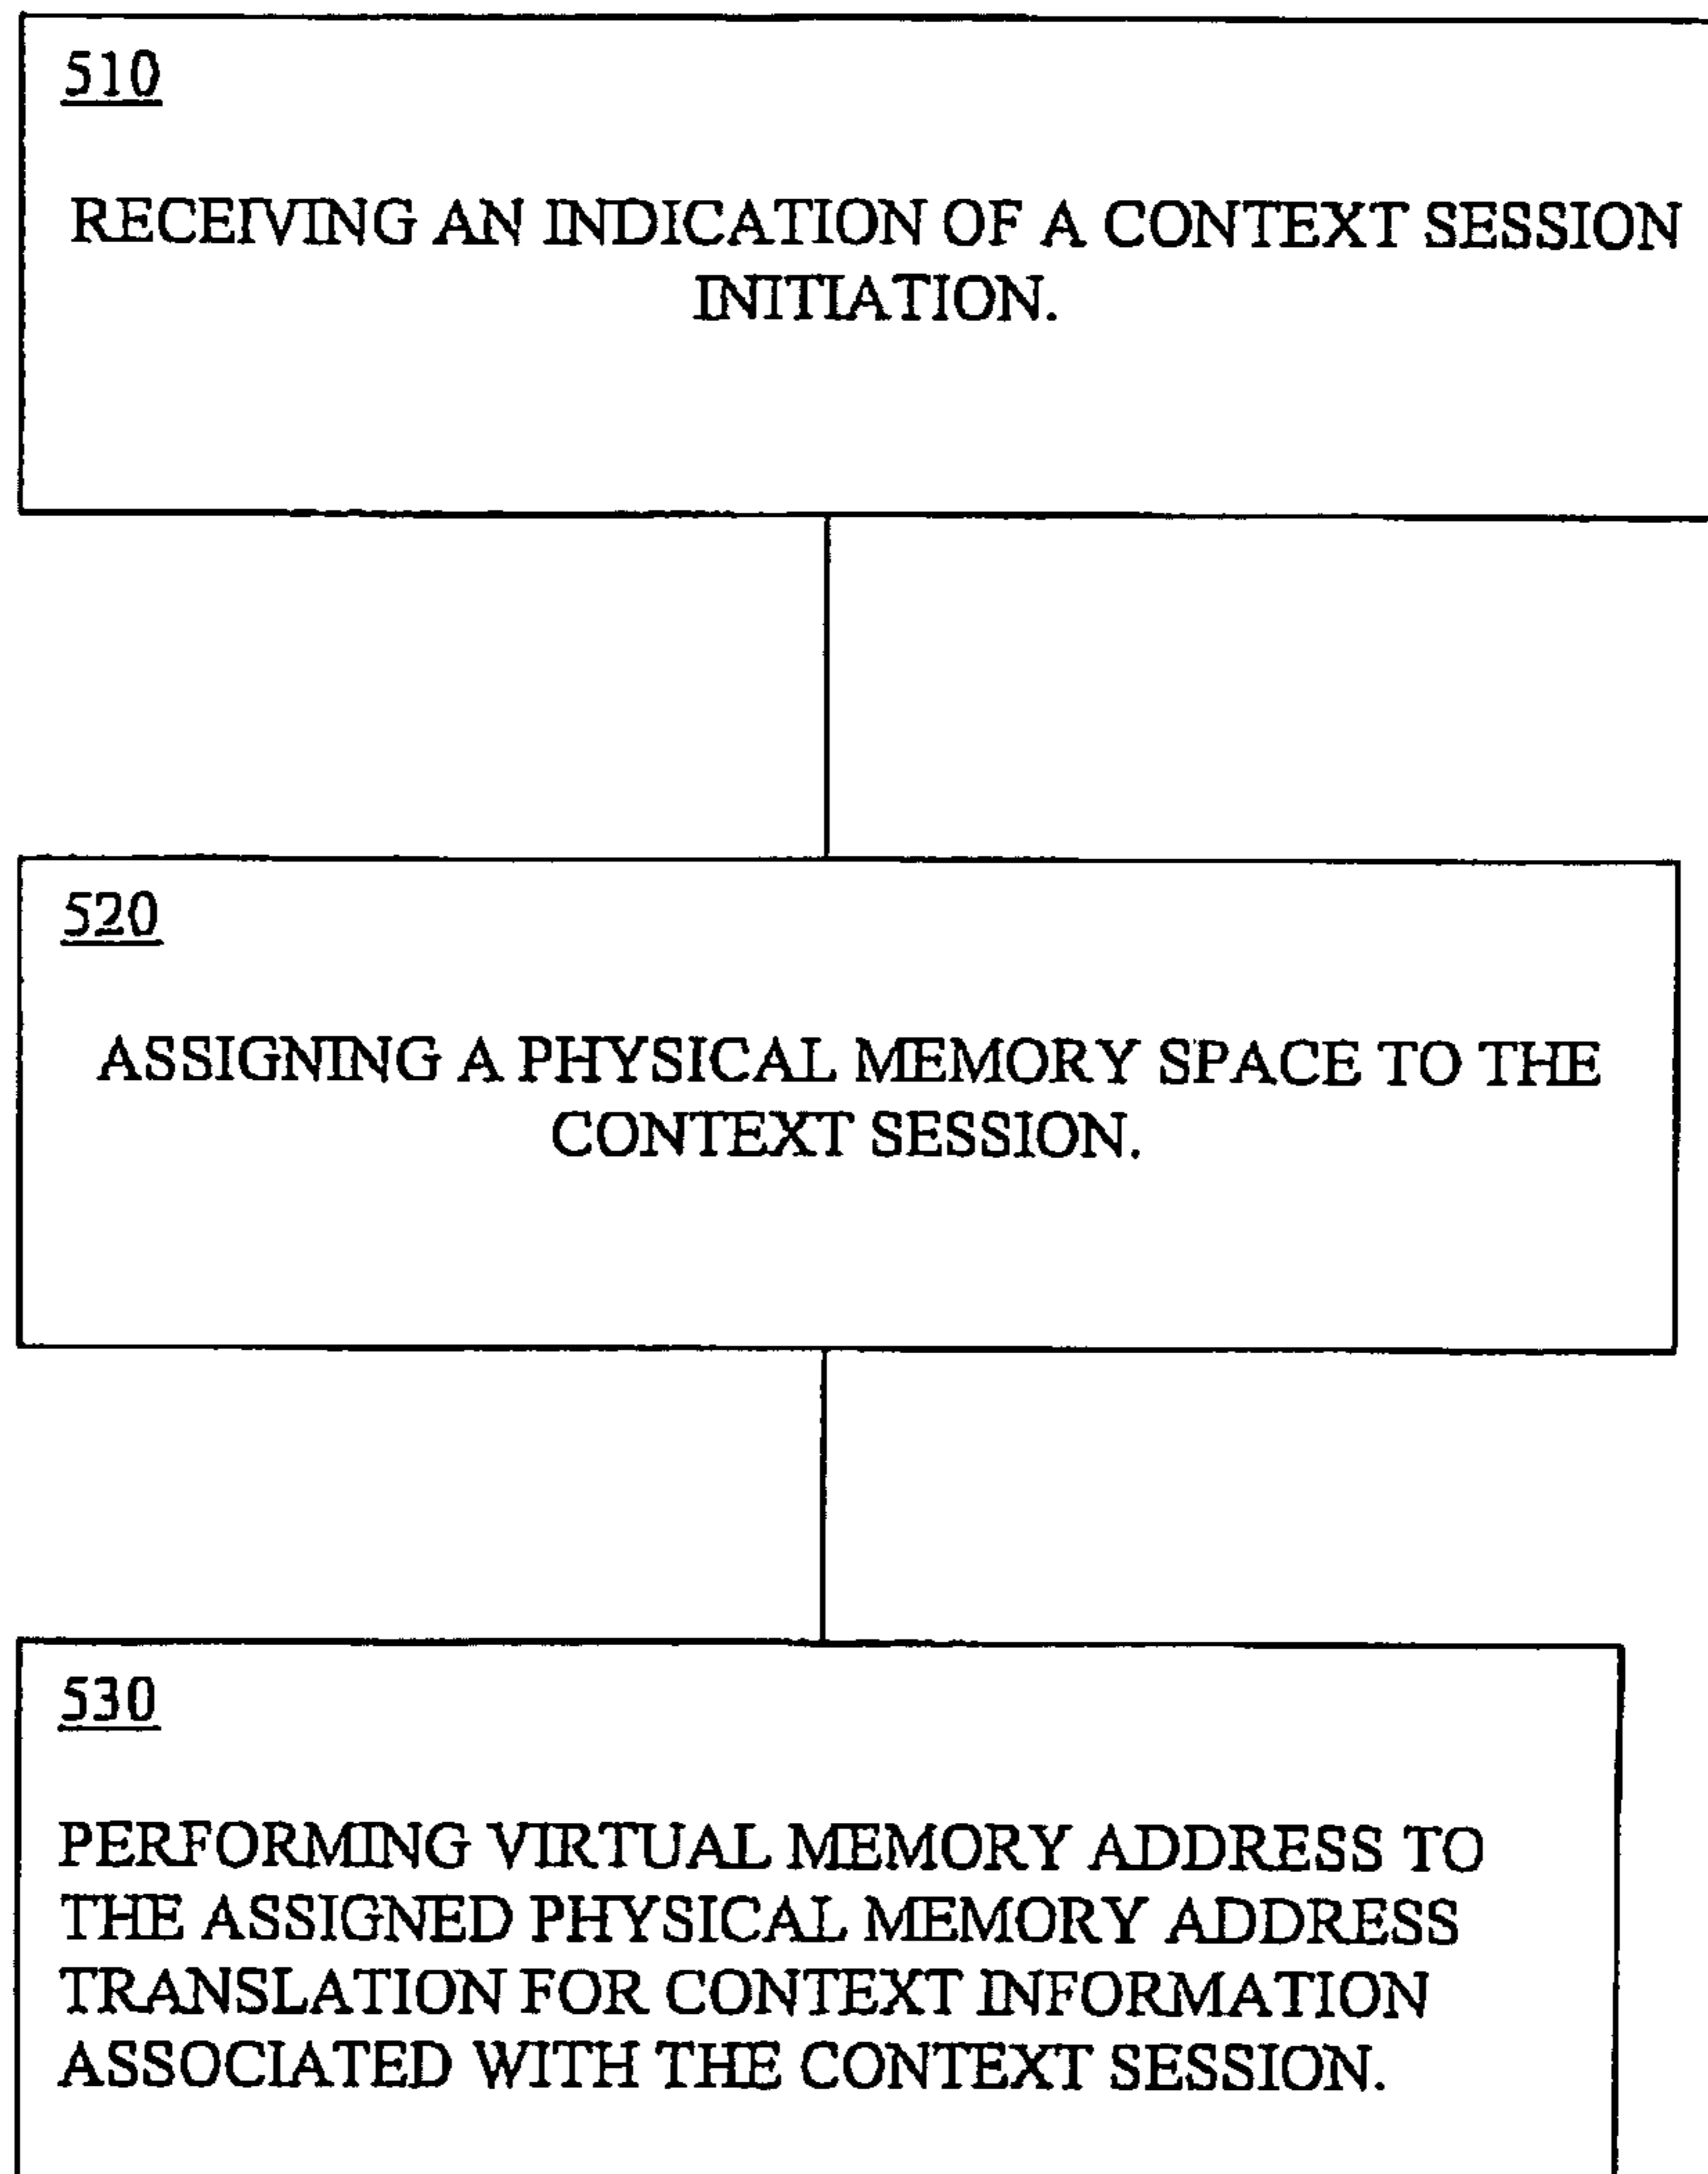 510
RECEIVING AN INDICATION OF A CONTEXT SESSION
INITIATION.
520
ASSIGNING A PHYSICAL MEMORY SPACE TO THE
CONTEXT SESSION.
530
PERFORMING VIRTUAL MEMORY ADDRESS TO
THE ASSIGNED PHYSICAL MEMORY ADDRESS
TRANSLATION FOR CONTEXT INFORMATION
ASSOCIATED WITH THE CONTEXT SESSION.